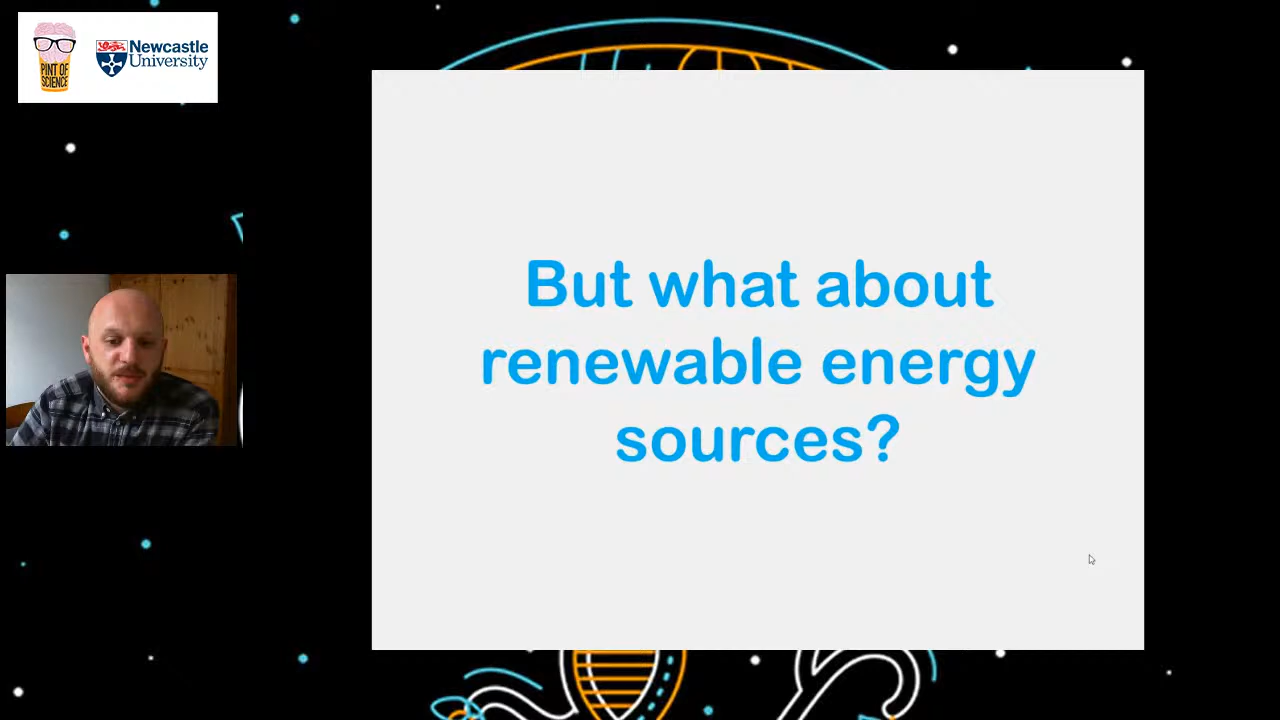 PINT OF
SCIENCE
Newcastle
University
But what about
renewable energy
sources?